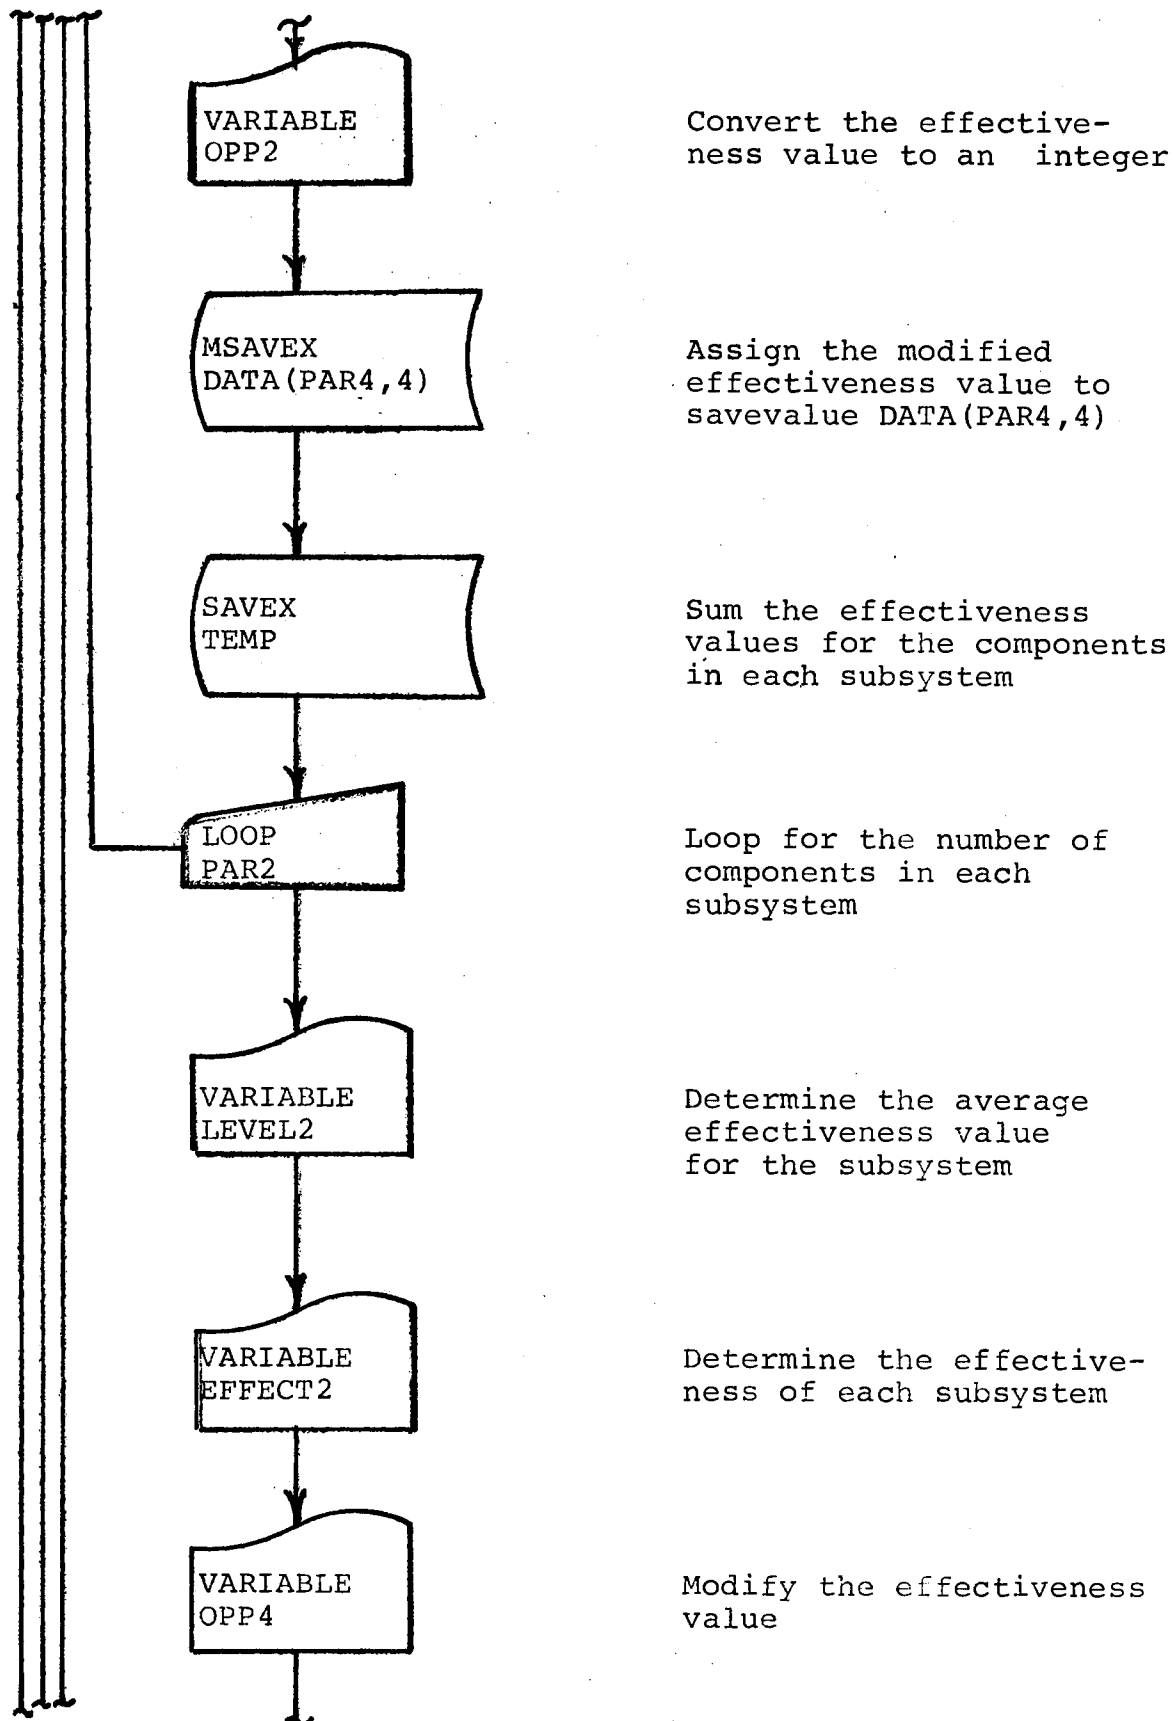 VARIABLE
OPP2
Convert the effective-
ness value to an integer
MSAVEX
DATA(PAR4,4)
Assign the modified
effectiveness value to
savevalue DATA(PAR4,4)
SAVEX
TEMP
Sum the effectiveness
values for the components
in each subsystem
LOOP
PAR2
Loop for the number of
components in each
subsystem
VARIABLE
LEVEL2
Determine the average
effectiveness value
for the subsystem
VARIABLE
EFFECT2
Determine the effective-
ness of each subsystem
VARIABLE
OPP4
Modify the effectiveness
value